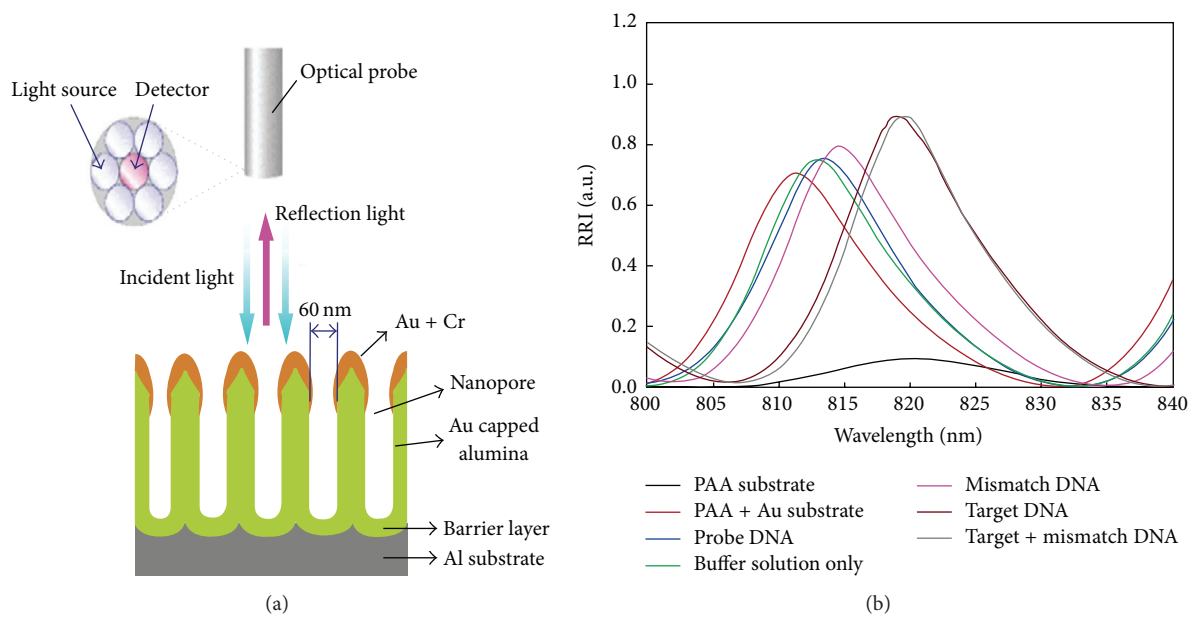 Optical probe
Light source
Detector
Reflection light
Incident light
60 nm
Au + Cr
Nanopore
Au capped
alumina
Barrier layer
Al substrate
(a)
RRI (a.u.)
1.2
1.0
0.8
0.6
0.4
0.2
0.0
800 805 810 815 820 825 830 835 840
Wavelength (nm)
PAA substrate
PAA + Au substrate
Probe DNA
Buffer solution only
Mismatch DNA
Target DNA
Target + mismatch DNA
(b)